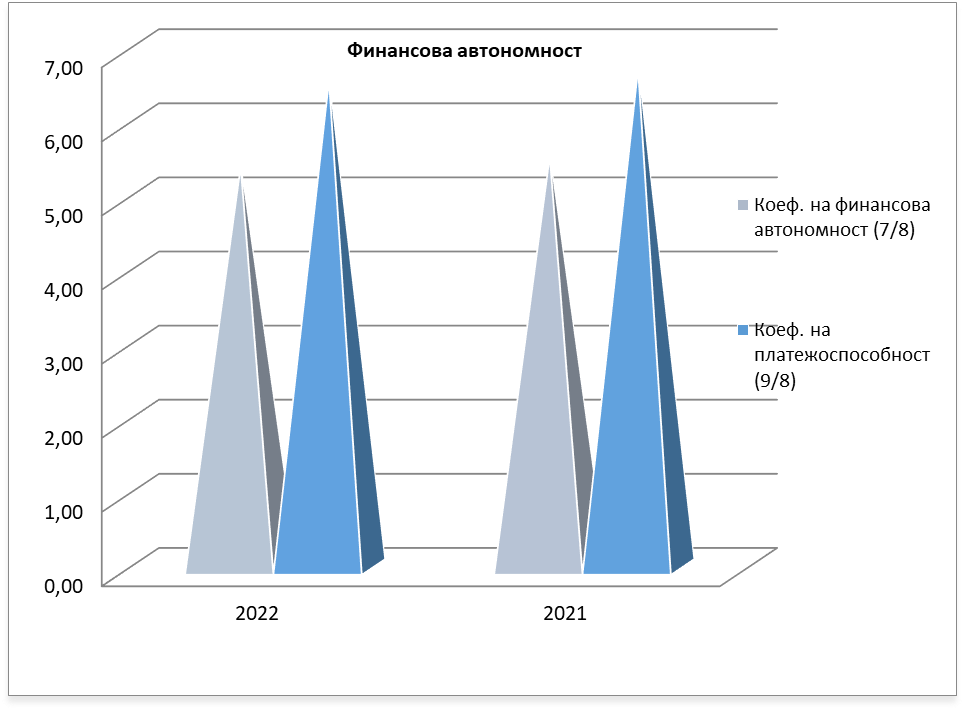 Финансова автономност
7,00
6,00
5,00
4,00
3,00
2,00
1,00
0,00
2022
2021
Коеф. на финансова
автономност (7/8)
Коеф. на
платежоспособност
(9/8)